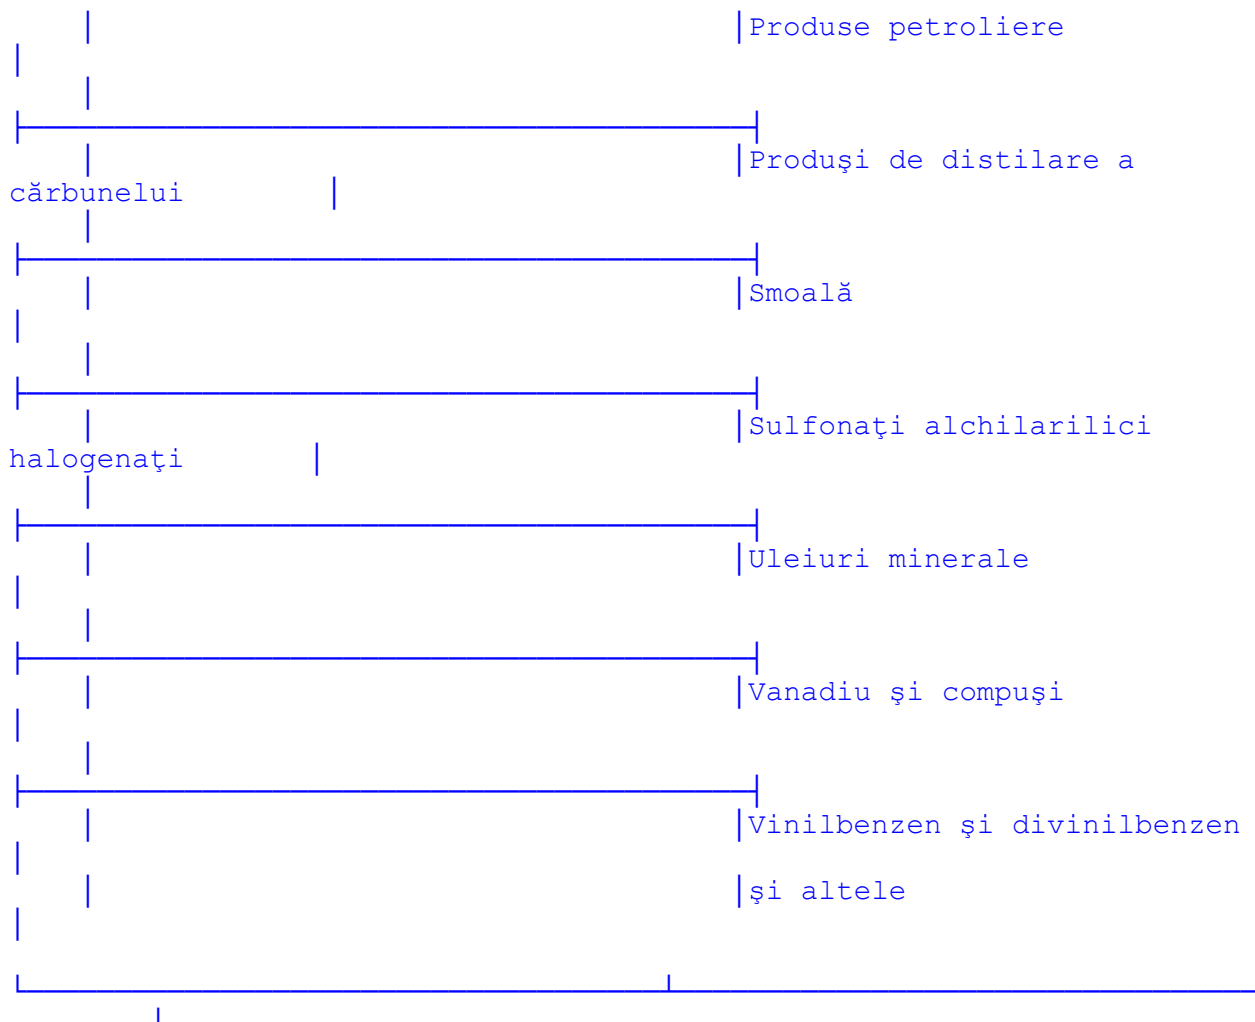 Produse petroliere
Produşi de distilare a
cărbunelui
Smoală
Sulfonaţi alchilarilici
halogenaţi
Uleiuri minerale
Vanadiu şi compuşi
Vinilbenzen şi divinilbenzen
şi altele